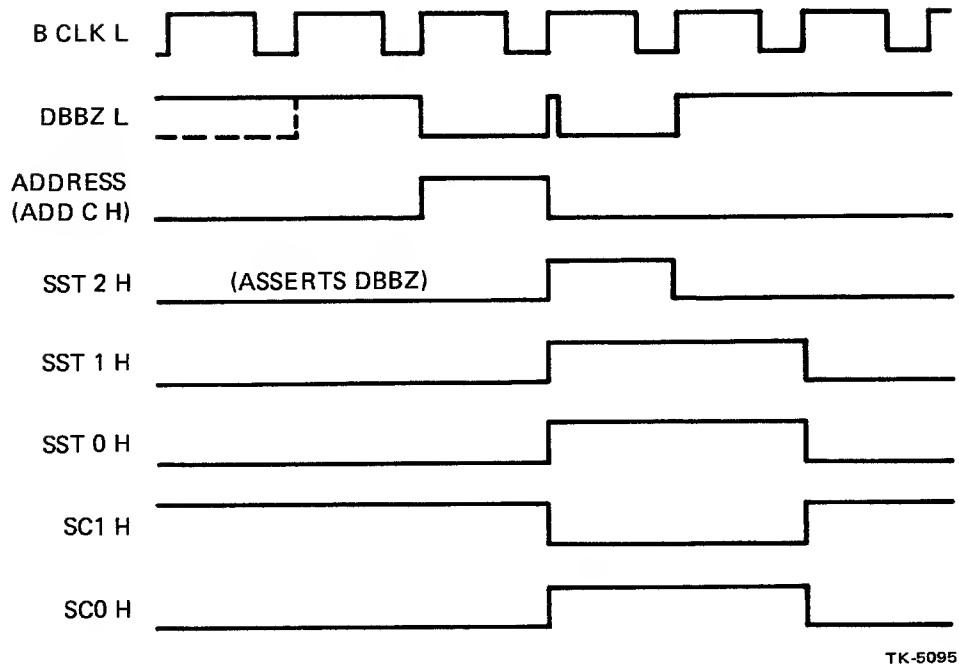 B CLK L
DBBZ L
ADDRESS
(ADD C H)
SST 2 H
(ASSERTS DBBZ)
SST 1 H
SST 0 H
SC1 H
SC0 H
TK-5095